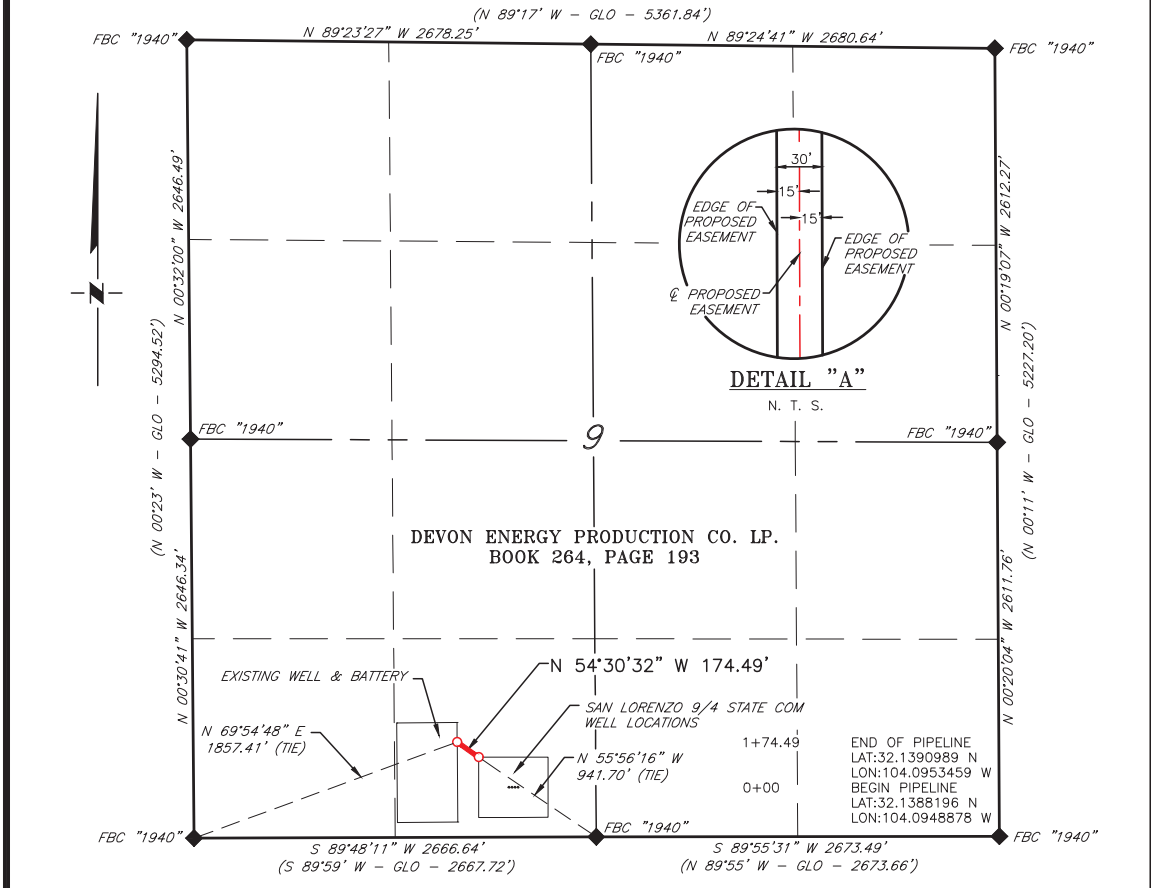 (N 89°17' W - GLO - 5361.84')
N 89°23'27" W 2678.25'
N 89°24'41" W 2680.64'
FBC "1940"
FBC "1940"
FBC "1940"
N 00°32'00" W 2646.49'
N 00°19'07" W 2612.27'
30'
15'
15'
EDGE OF
PROPOSED
EASEMENT
EDGE OF
PROPOSED
EASEMENT
℄ PROPOSED
EASEMENT
DETAIL "A"
N. T. S.
N
(N 00°23' W - GLO - 5294.52')
(N 00°11' W - GLO - 5227.20')
FBC "1940"
9
FBC "1940"
DEVON ENERGY PRODUCTION CO. LP.
BOOK 264, PAGE 193
N 00°30'41" W 2646.34'
N 00°20'04" W 2611.76'
EXISTING WELL & BATTERY
N 54°30'32" W 174.49'
SAN LORENZO 9/4 STATE COM
WELL LOCATIONS
N 69°54'48" E
1857.41' (TIE)
N 55°56'16" W
941.70' (TIE)
1+74.49 END OF PIPELINE
LAT:32.1390989 N
LON:104.0953459 W
0+00 BEGIN PIPELINE
LAT:32.1388196 N
LON:104.0948878 W
FBC "1940"
FBC "1940"
FBC "1940"
S 89°48'11" W 2666.64'
(S 89°59' W - GLO - 2667.72')
S 89°55'31" W 2673.49'
(N 89°55' W - GLO - 2673.66')